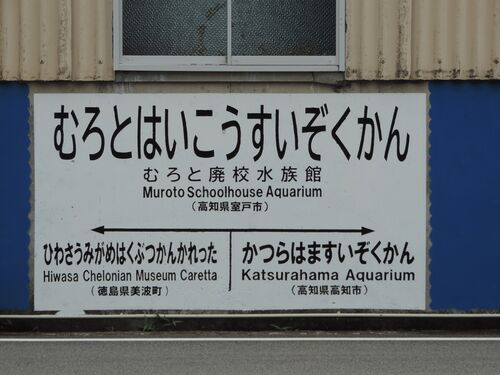 むろとはいこうすいぞくかん
むろと廃校水族館
Muroto Schoolhouse Aquarium
(高知県室戸市)
ひわさうみがめはくぶつかんかれった
Hiwasa Chelonian Museum Caretta
(徳島県美波町)
かつらはますいぞくかん
Katsurahama Aquarium
(高知県高知市)